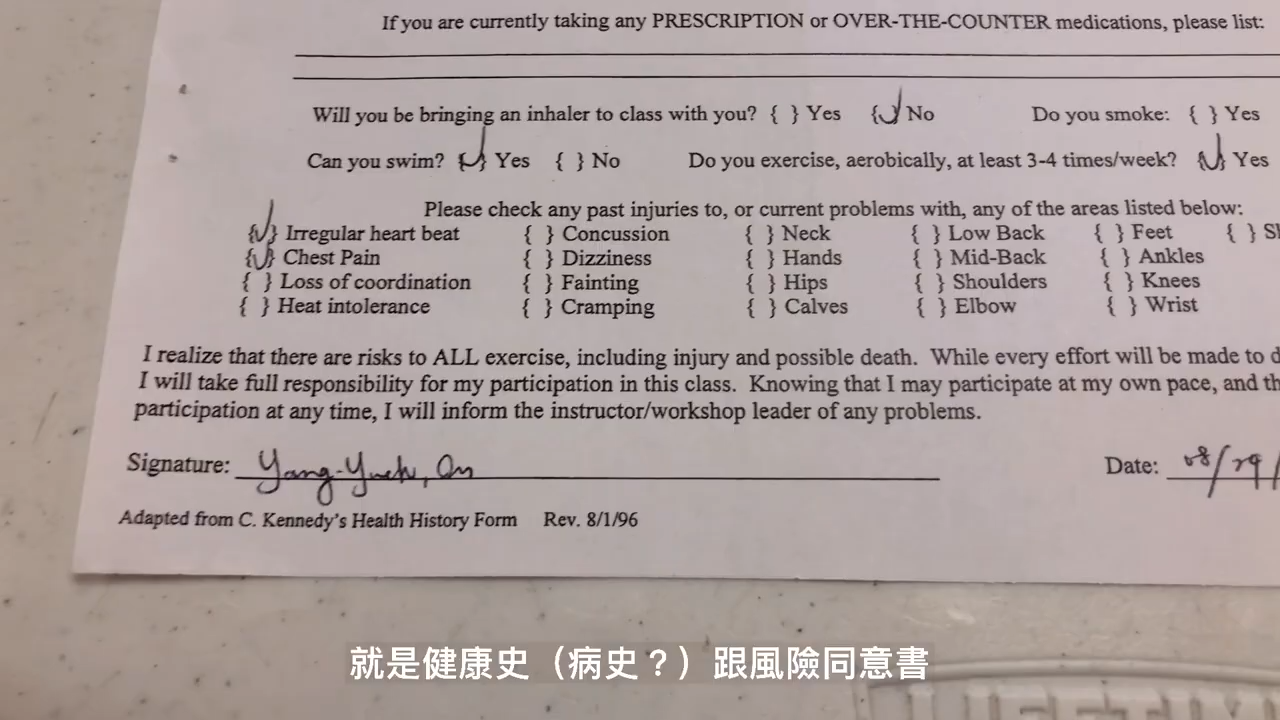 If you are currently taking any PRESCRIPTION or OVER-THE-COUNTER medications, please list:
Will you be bringing an inhaler to class with you? { } Yes {✓} No Do you smoke: { } Yes
Can you swim? {✓} Yes { } No Do you exercise, aerobically, at least 3-4 times/week? {✓} Yes
Please check any past injuries to, or current problems with, any of the areas listed below:
{✓} Irregular heart beat { } Concussion { } Neck { } Low Back { } Feet { }
{✓} Chest Pain { } Dizziness { } Hands { } Mid-Back { } Ankles
{ } Loss of coordination { } Fainting { } Hips { } Shoulders { } Knees
{ } Heat intolerance { } Cramping { } Calves { } Elbow { } Wrist
I realize that there are risks to ALL exercise, including injury and possible death. While every effort will be made to
I will take full responsibility for my participation in this class. Knowing that I may participate at my own pace, and
participation at any time, I will inform the instructor/workshop leader of any problems.
Signature: Date: 08/29/
Adapted from C. Kennedy's Health History Form Rev. 8/1/96
就是健康史（病史？）跟風險同意書